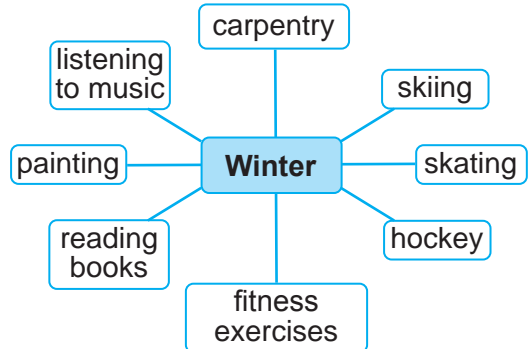 carpentry
listening
to music
skiing
painting
Winter
skating
reading
books
hockey
fitness
exercises